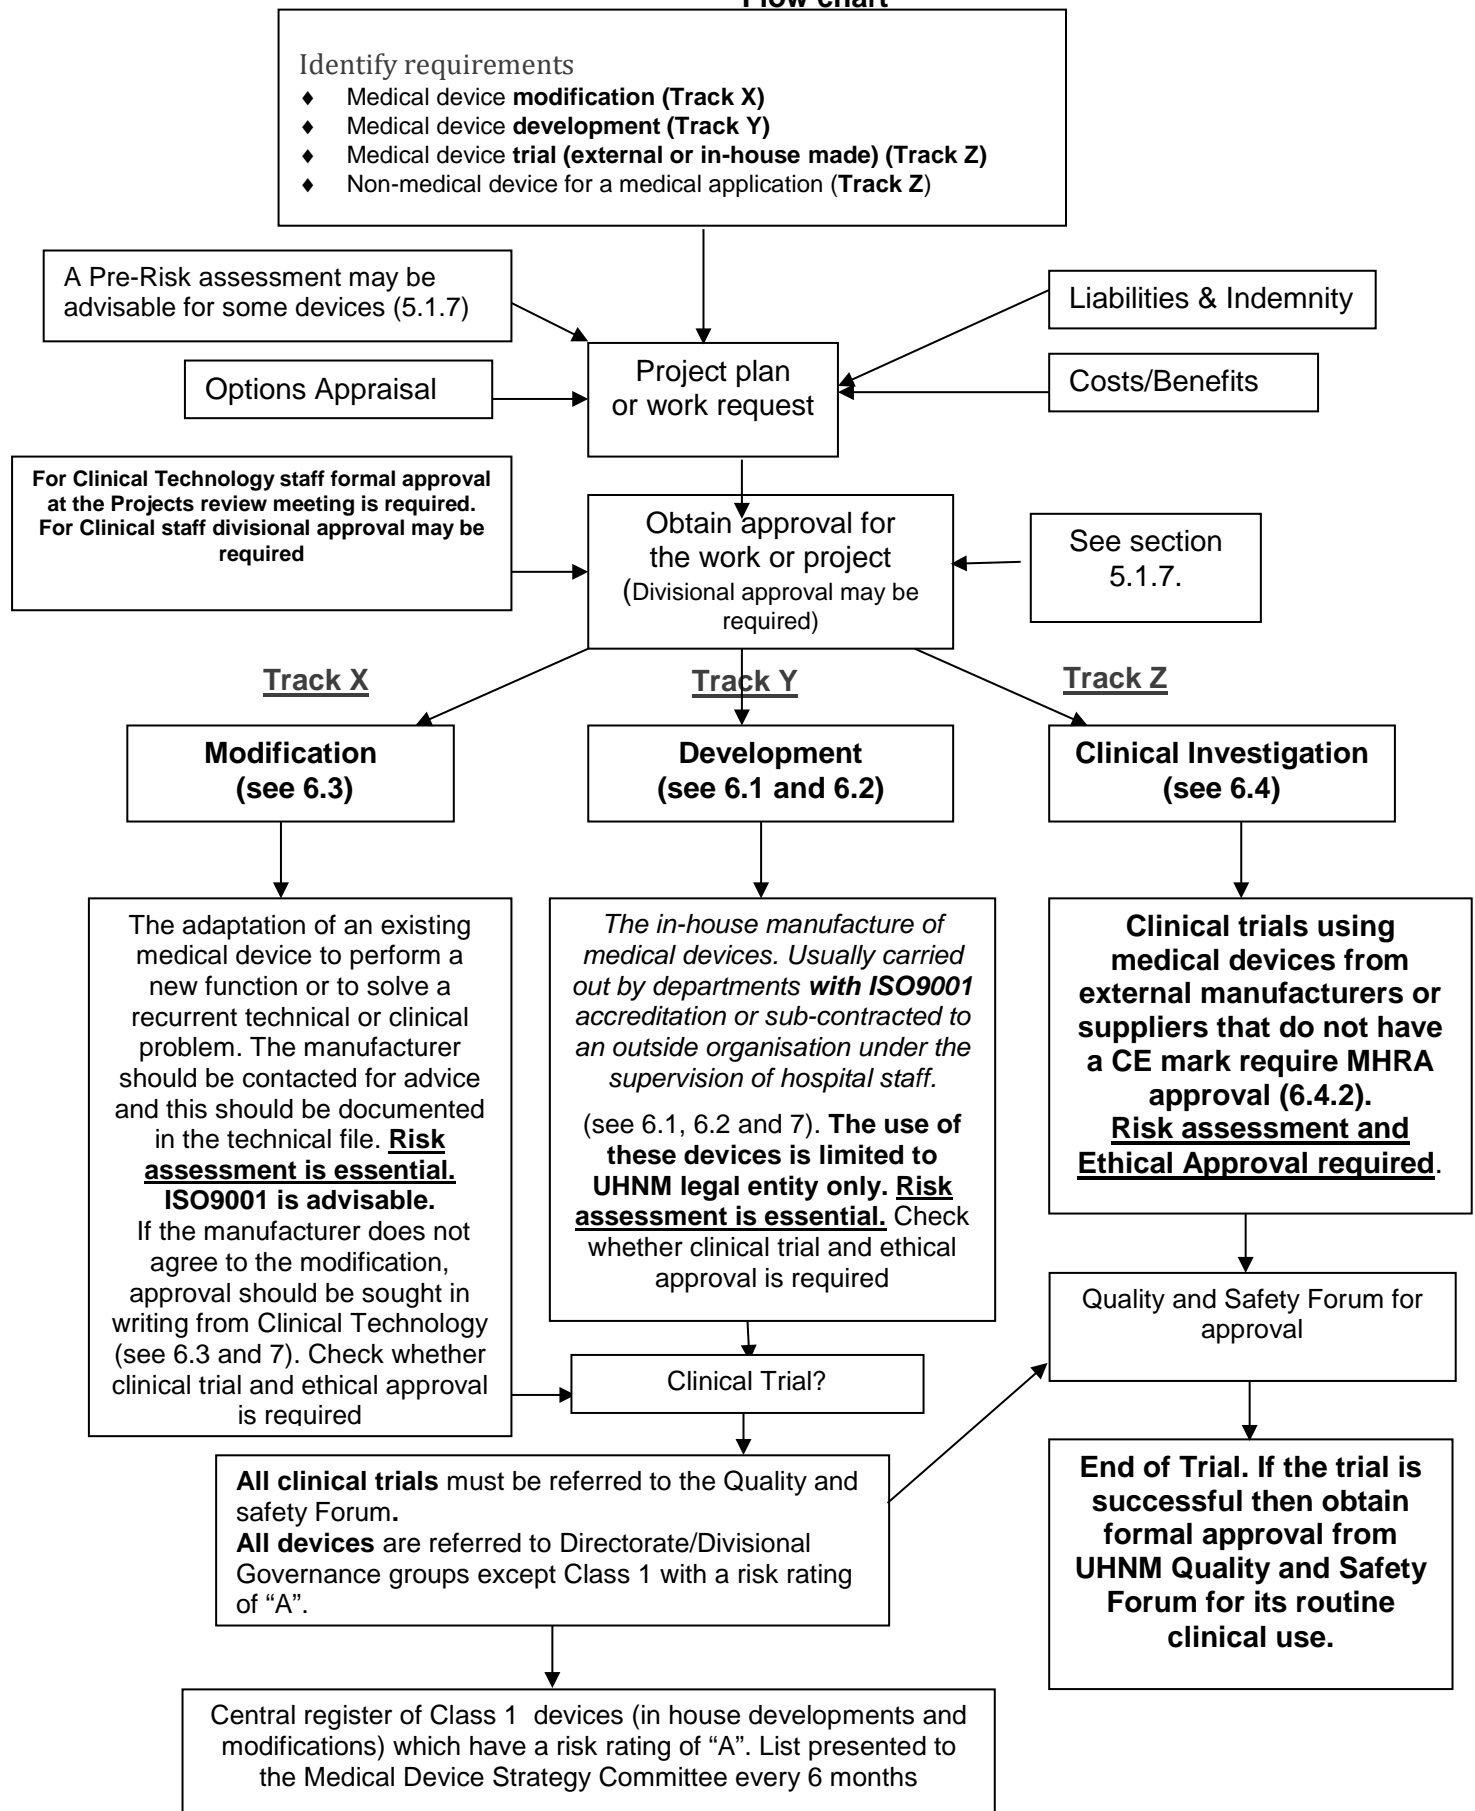 Flow chart
Identify requirements
♦ Medical device modification (Track X)
♦ Medical device development (Track Y)
♦ Medical device trial (external or in-house made) (Track Z)
♦ Non-medical device for a medical application (Track Z)
A Pre-Risk assessment may be
advisable for some devices (5.1.7)
Liabilities & Indemnity
Options Appraisal
Project plan
or work request
Costs/Benefits
For Clinical Technology staff formal approval
at the Projects review meeting is required.
For Clinical staff divisional approval may be
required
Obtain approval for
the work or project
(Divisional approval may be
required)
See section
5.1.7.
Track X
Track Y
Track Z
Modification
(see 6.3)
Development
(see 6.1 and 6.2)
Clinical Investigation
(see 6.4)
The adaptation of an existing
medical device to perform a
new function or to solve a
recurrent technical or clinical
problem. The manufacturer
should be contacted for advice
and this should be documented
in the technical file. Risk
assessment is essential.
ISO9001 is advisable.
If the manufacturer does not
agree to the modification,
approval should be sought in
writing from Clinical Technology
(see 6.3 and 7). Check whether
clinical trial and ethical approval
is required
The in-house manufacture of
medical devices. Usually carried
out by departments with ISO9001
accreditation or sub-contracted to
an outside organisation under the
supervision of hospital staff.
(see 6.1, 6.2 and 7). The use of
these devices is limited to
UHNM legal entity only. Risk
assessment is essential. Check
whether clinical trial and ethical
approval is required
Clinical trials using
medical devices from
external manufacturers or
suppliers that do not have
a CE mark require MHRA
approval (6.4.2).
Risk assessment and
Ethical Approval required.
Quality and Safety Forum for
approval
Clinical Trial?
All clinical trials must be referred to the Quality and
safety Forum.
All devices are referred to Directorate/Divisional
Governance groups except Class 1 with a risk rating
of “A”.
End of Trial. If the trial is
successful then obtain
formal approval from
UHNM Quality and Safety
Forum for its routine
clinical use.
Central register of Class 1 devices (in house developments and
modifications) which have a risk rating of “A”. List presented to
the Medical Device Strategy Committee every 6 months